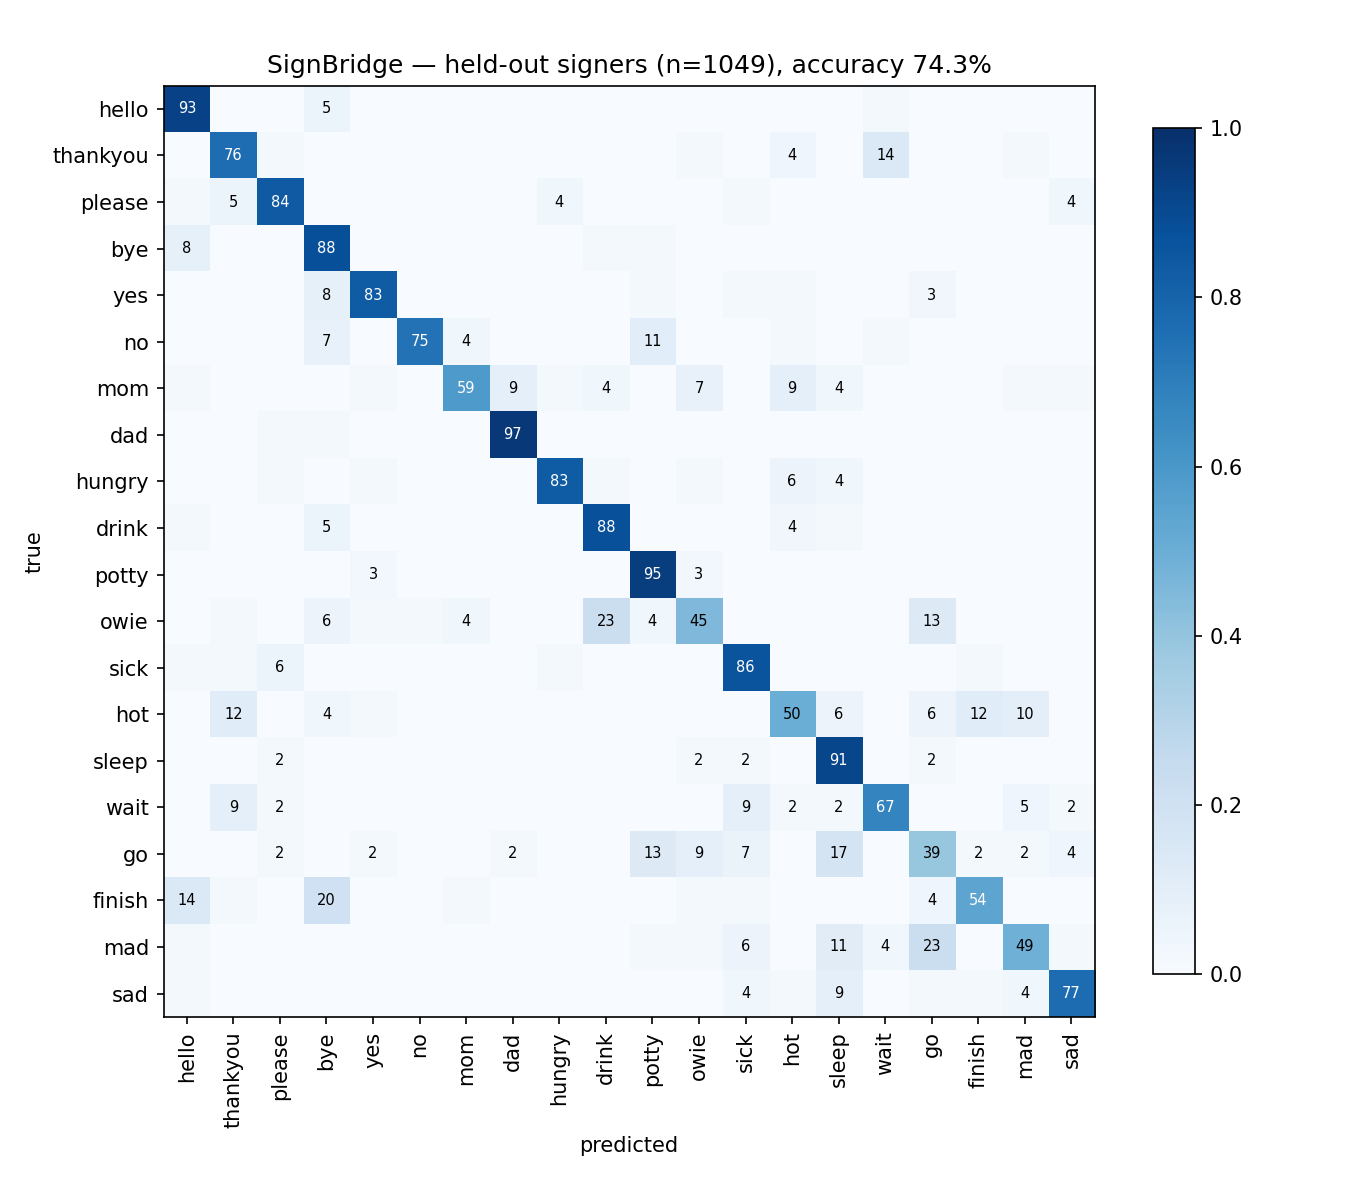 SignBridge — held-out signers (n=1049), accuracy 74.3%
hello 93 5
thankyou 76 4 14
please 5 84 4 4
bye 8 88
yes 8 83 3
no 7 75 4 11
mom 59 9 4 7 9 4
dad 97
hungry 83 6 4
drink 5 88 4
potty 3 95 3
owie 6 4 23 4 45 13
sick 6 86
hot 12 4 50 6 6 12 10
sleep 2 2 2 91 2
wait 9 2 9 2 2 67 5 2
go 2 2 2 13 9 7 17 39 2 2 4
finish 14 20 4 54
mad 6 11 4 23 49
sad 4 9 4 77
true
hello thankyou please bye yes no mom dad hungry drink potty owie sick hot sleep wait go finish mad sad
predicted
1.0
0.8
0.6
0.4
0.2
0.0